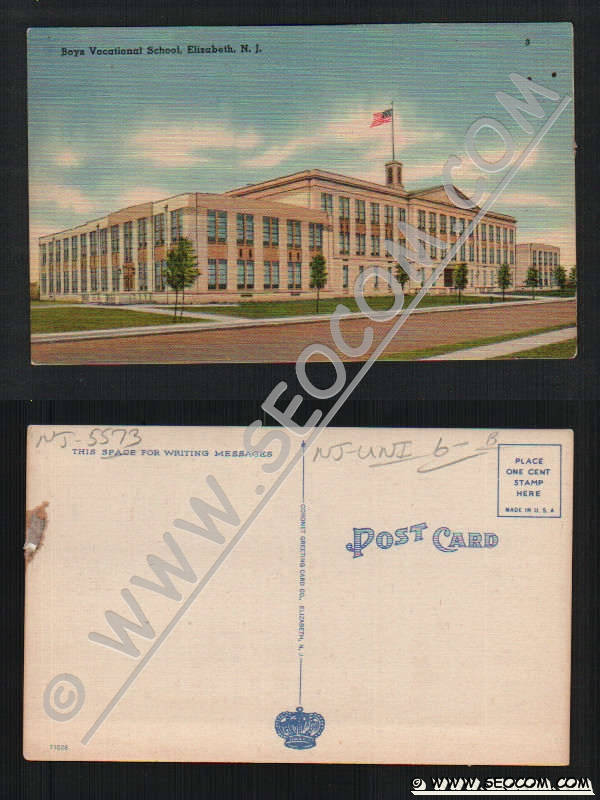 Boys Vocational School, Elizabeth, N. J.
3
© WWW.SEOCOM.COM
NJ-5573
THIS SPACE FOR WRITING MESSAGES
NJ-UNI 6- B
PLACE
ONE CENT
STAMP
HERE
MADE IN U.S.A
POST CARD
CORONET GREETING CARD CO., ELIZABETH, N. J.
© WWW.SEOCOM.COM